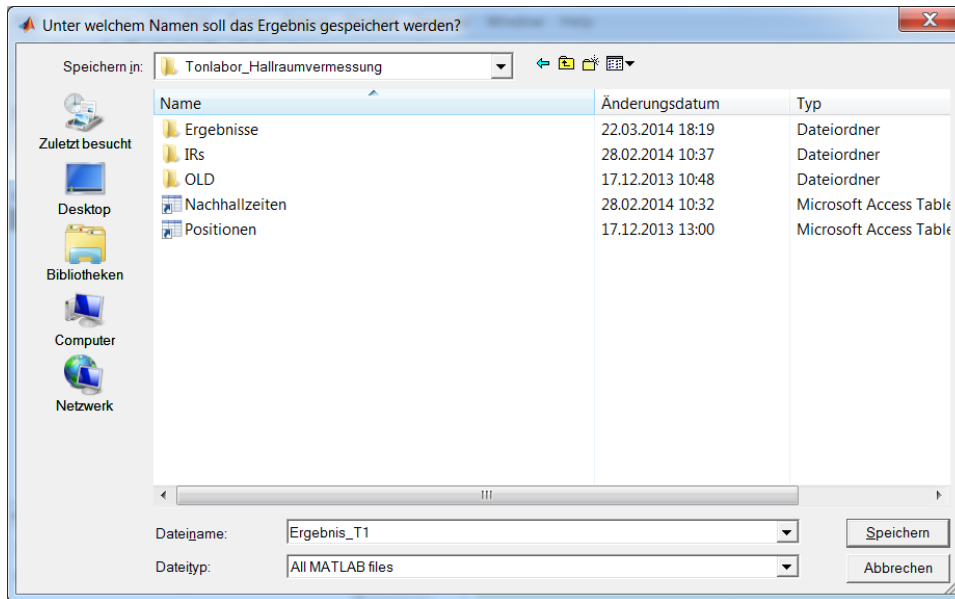 Unter welchem Namen soll das Ergebnis gespeichert werden?
Speichern in: Tonlabor_Hallraumvermessung
Zuletzt besucht
Desktop
Bibliotheken
Computer
Netzwerk
Name Änderungsdatum Typ
Ergebnisse 22.03.2014 18:19 Dateiordner
IRs 28.02.2014 10:37 Dateiordner
OLD 17.12.2013 10:48 Dateiordner
Nachhallzeiten 28.02.2014 10:32 Microsoft Access Table
Positionen 17.12.2013 13:00 Microsoft Access Table
Dateiname: Ergebnis_T1 Speichern
Dateityp: All MATLAB files Abbrechen